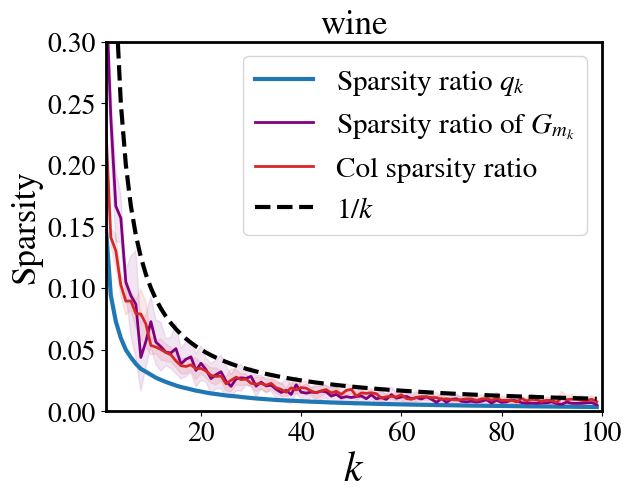 wine
Sparsity
0.30
0.25
0.20
0.15
0.10
0.05
0.00
Sparsity ratio $q_k$
Sparsity ratio of $G_{m_k}$
Col sparsity ratio
1/k
20 40 60 80 100
k